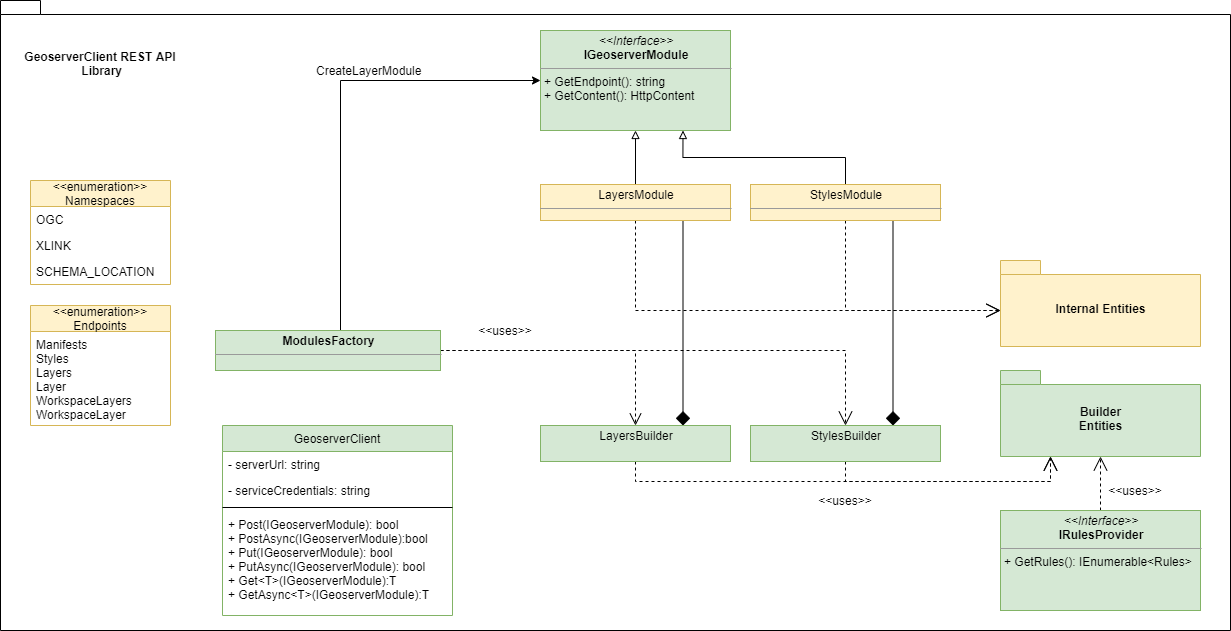 GeoserverClient REST API
Library
<<Interface>>
IGeoserverModule
+ GetEndpoint(): string
+ GetContent(): HttpContent
CreateLayerModule
<<enumeration>>
Namespaces
OGC
XLINK
SCHEMA_LOCATION
LayersModule
StylesModule
<<enumeration>>
Endpoints
Manifests
Styles
Layers
Layer
WorkspaceLayers
WorkspaceLayer
Internal Entities
ModulesFactory
<<uses>>
Builder
Entities
LayersBuilder
StylesBuilder
<<uses>>
GeoserverClient
- serverUrl: string
- serviceCredentials: string
+ Post(IGeoserverModule): bool
+ PostAsync(IGeoserverModule):bool
+ Put(IGeoserverModule): bool
+ PutAsync(IGeoserverModule): bool
+ Get<T>(IGeoserverModule):T
+ GetAsync<T>(IGeoserverModule):T
<<uses>>
<<Interface>>
IRulesProvider
+ GetRules(): IEnumerable<Rules>